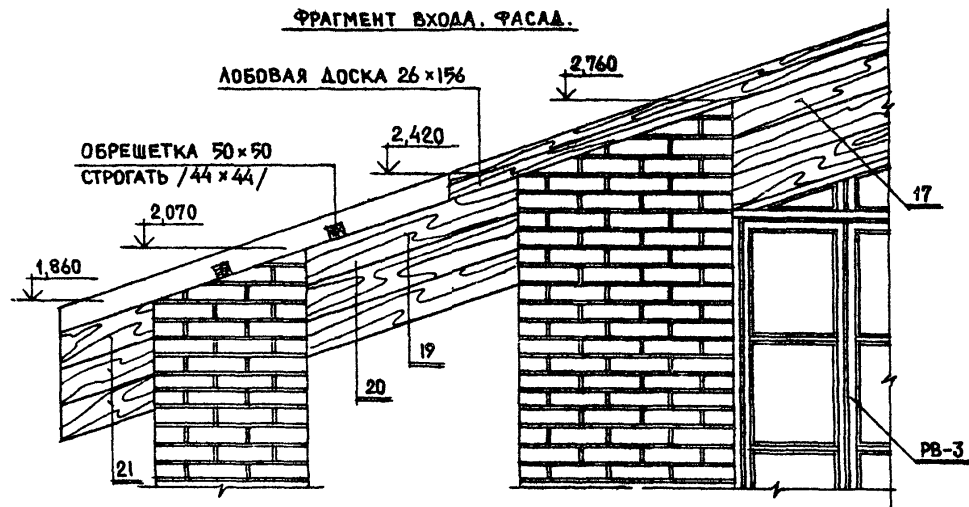 ФРАГМЕНТ ВХОДА. ФАСАД.
ЛОБОВАЯ ДОСКА 26×156
2,760
2,420
ОБРЕШЕТКА 50×50
СТРОГАТЬ /44×44/
2,070
1,860
17
19
20
21
РВ-3